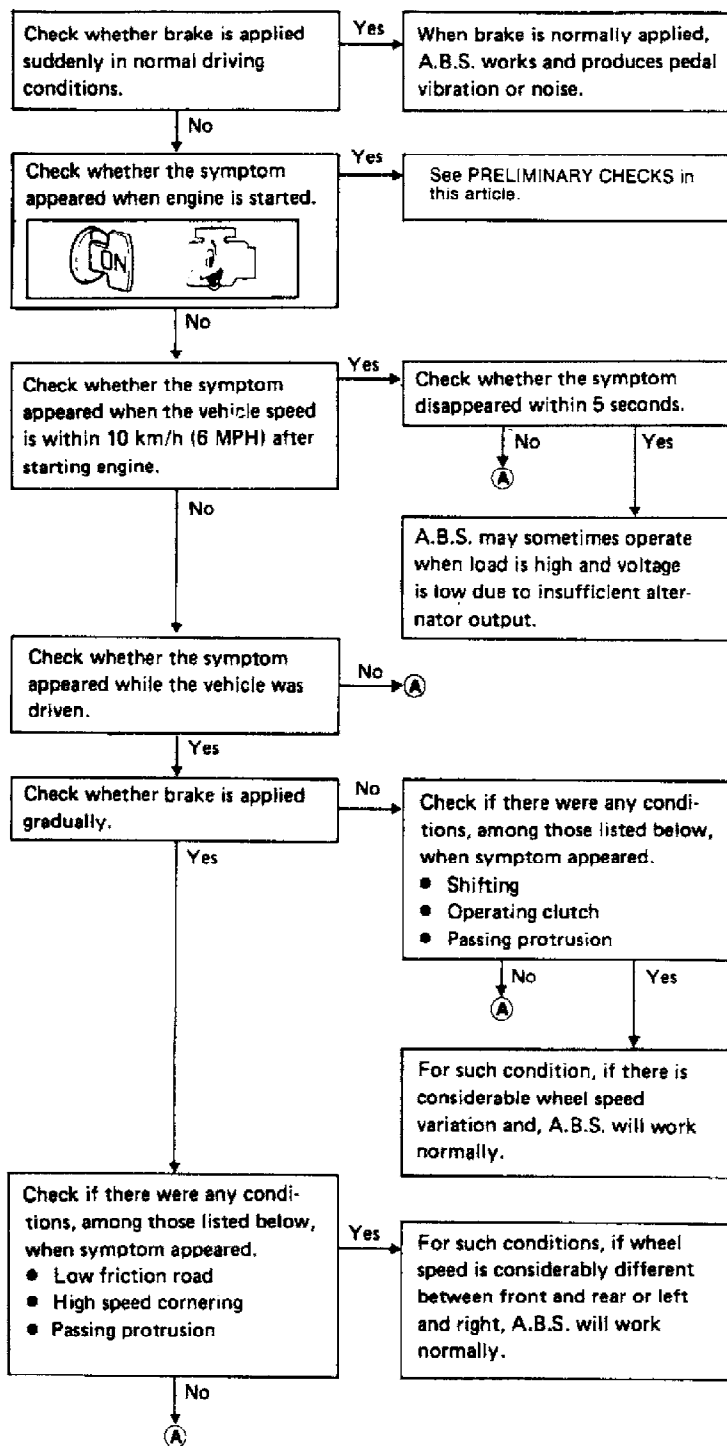 Check whether brake is applied
suddenly in normal driving
conditions.
Yes
When brake is normally applied,
A.B.S. works and produces pedal
vibration or noise.
No
Check whether the symptom
appeared when engine is started.
ON
Yes
See PRELIMINARY CHECKS in
this article.
No
Check whether the symptom
appeared when the vehicle speed
is within 10 km/h (6 MPH) after
starting engine.
Yes
Check whether the symptom
disappeared within 5 seconds.
No
Yes
A
A.B.S. may sometimes operate
when load is high and voltage
is low due to insufficient alter-
nator output.
No
Check whether the symptom
appeared while the vehicle was
driven.
No
A
Yes
Check whether brake is applied
gradually.
No
Check if there were any condi-
tions, among those listed below,
when symptom appeared.
● Shifting
● Operating clutch
● Passing protrusion
No
Yes
A
For such condition, if there is
considerable wheel speed
variation and, A.B.S. will work
normally.
Yes
Check if there were any condi-
tions, among those listed below,
when symptom appeared.
● Low friction road
● High speed cornering
● Passing protrusion
Yes
For such conditions, if wheel
speed is considerably different
between front and rear or left
and right, A.B.S. will work
normally.
No
A